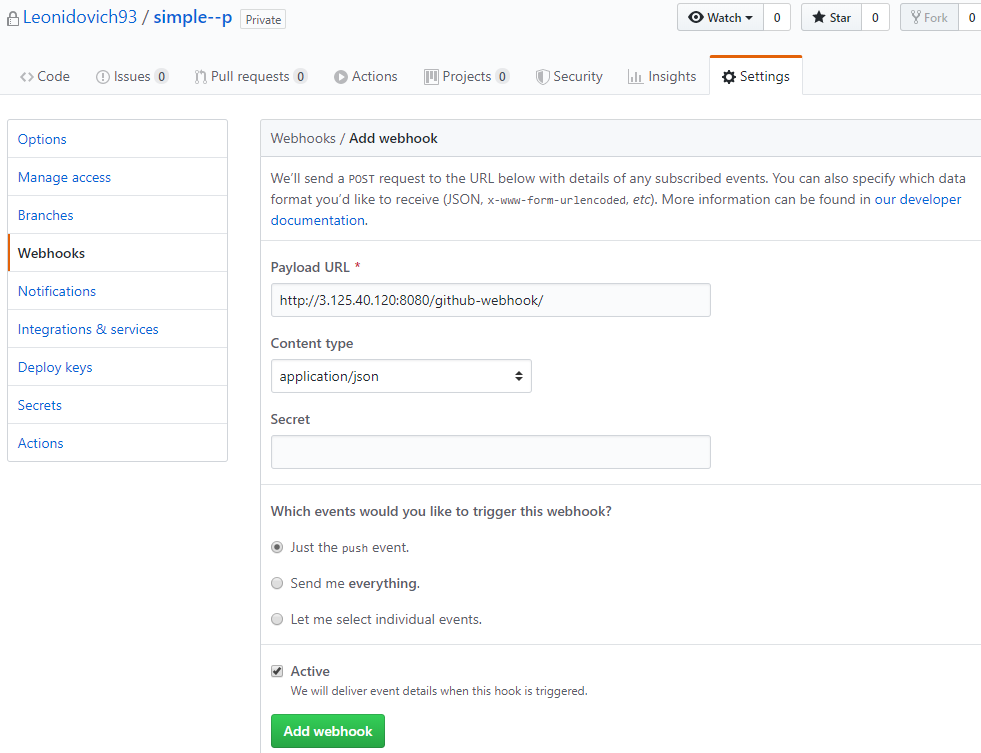 Leonidovich93 / simple--p Private Watch 0 Star 0 Fork 0
Code Issues 0 Pull requests 0 Actions Projects 0 Security Insights Settings
Options
Manage access
Branches
Webhooks
Notifications
Integrations & services
Deploy keys
Secrets
Actions
Webhooks / Add webhook
We'll send a POST request to the URL below with details of any subscribed events. You can also specify which data
format you'd like to receive (JSON, x-www-form-urlencoded, etc). More information can be found in our developer
documentation.
Payload URL *
http://3.125.40.120:8080/github-webhook/
Content type
application/json
Secret
Which events would you like to trigger this webhook?
Just the push event.
Send me everything.
Let me select individual events.
Active
We will deliver event details when this hook is triggered.
Add webhook